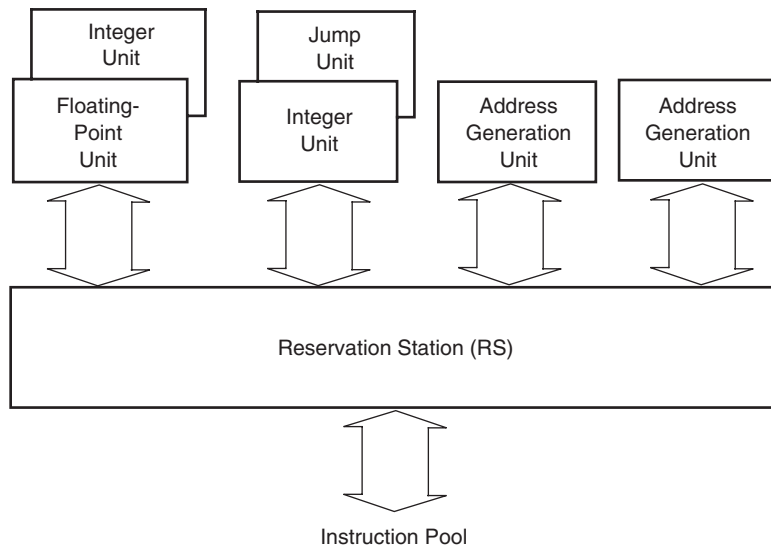 Integer
Unit
Floating-
Point
Unit
Jump
Unit
Integer
Unit
Address
Generation
Unit
Address
Generation
Unit
Reservation Station (RS)
Instruction Pool